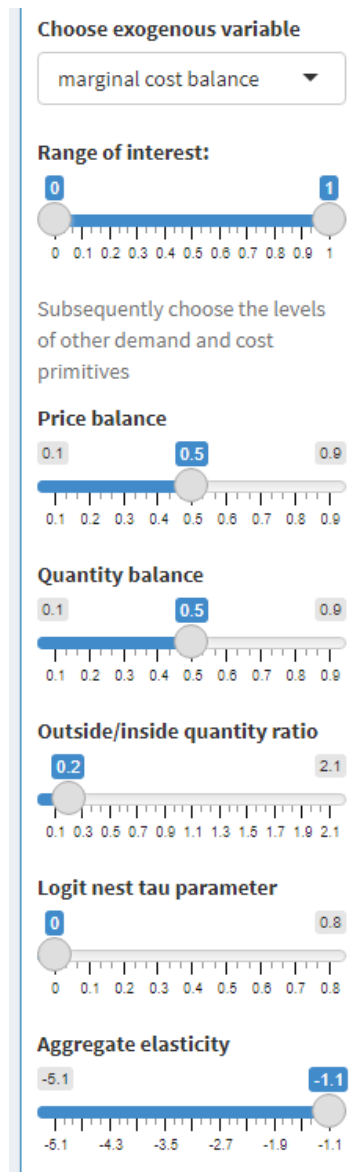 Choose exogenous variable
marginal cost balance
Range of interest:
0 1
0 0.1 0.2 0.3 0.4 0.5 0.6 0.7 0.8 0.9 1
Subsequently choose the levels
of other demand and cost
primitives
Price balance
0.1 0.5 0.9
0.1 0.2 0.3 0.4 0.5 0.6 0.7 0.8 0.9
Quantity balance
0.1 0.5 0.9
0.1 0.2 0.3 0.4 0.5 0.6 0.7 0.8 0.9
Outside/inside quantity ratio
0.2 2.1
0.1 0.3 0.5 0.7 0.9 1.1 1.3 1.5 1.7 1.9 2.1
Logit nest tau parameter
0 0.8
0 0.1 0.2 0.3 0.4 0.5 0.6 0.7 0.8
Aggregate elasticity
-5.1 -1.1
-5.1 -4.3 -3.5 -2.7 -1.9 -1.1